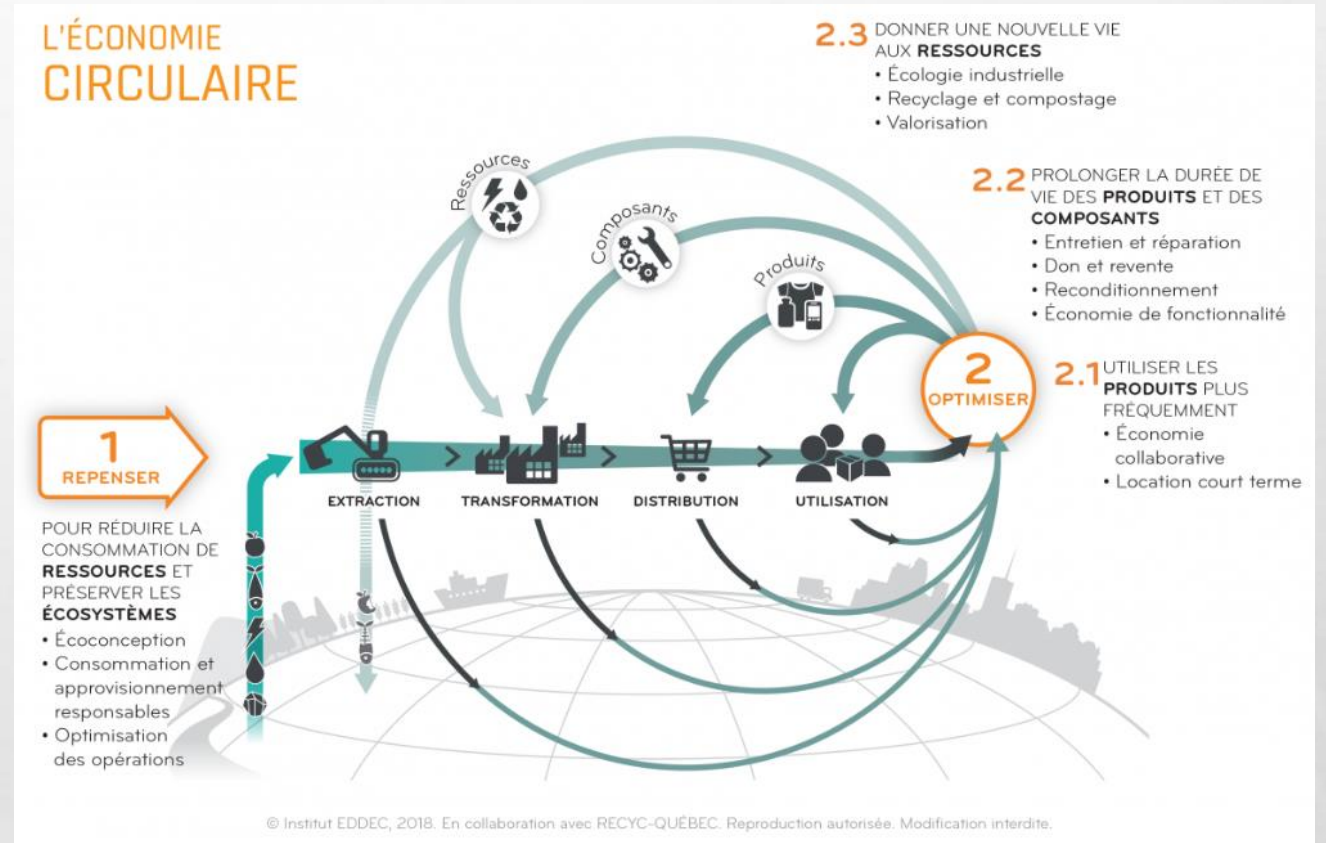 L'ÉCONOMIE
CIRCULAIRE
2.3 DONNER UNE NOUVELLE VIE
AUX RESSOURCES
• Écologie industrielle
• Recyclage et compostage
• Valorisation
2.2 PROLONGER LA DURÉE DE
VIE DES PRODUITS ET DES
COMPOSANTS
• Entretien et réparation
• Don et revente
• Reconditionnement
• Économie de fonctionnalité
2.1 UTILISER LES
PRODUITS PLUS
FRÉQUEMMENT
• Économie
collaborative
• Location court terme
Ressources
Composants
Produits
2
OPTIMISER
1
REPENSER
EXTRACTION
TRANSFORMATION
DISTRIBUTION
UTILISATION
POUR RÉDUIRE LA
CONSOMMATION DE
RESSOURCES ET
PRÉSERVER LES
ÉCOSYSTÈMES
• Écoconception
• Consommation et
approvisionnement
responsables
• Optimisation
des opérations
© Institut EDDEC, 2018. En collaboration avec RECYC-QUÉBEC. Reproduction autorisée. Modification interdite.